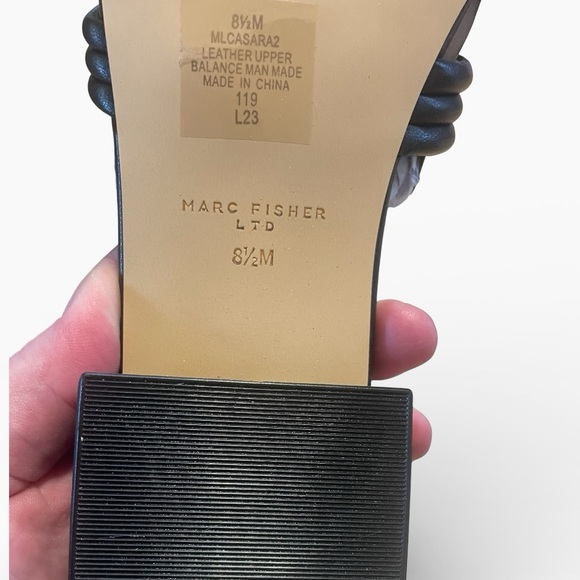 8½M
MLCASARA2
LEATHER UPPER
BALANCE MAN MADE
MADE IN CHINA
119
L23
MARC FISHER
LTD
8½M